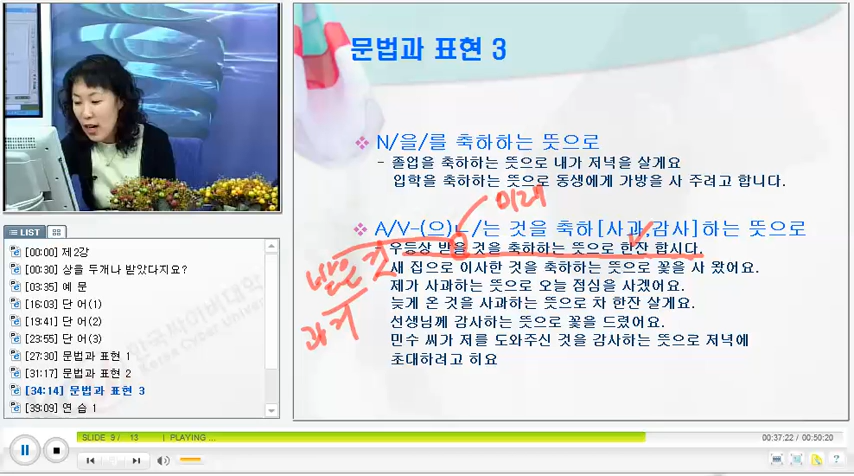 문법과 표현 3
❖ N/을/를 축하하는 뜻으로
- 졸업을 축하하는 뜻으로 내가 저녁을 살게요
입학을 축하하는 뜻으로 동생에게 가방을 사 주려고 합니다.
미래
❖ A/V-(으)ㄴ/는 것을 축하[사과,감사]하는 뜻으로
- 우등상 받을 것을 축하하는 뜻으로 한잔 합시다.
새 집으로 이사한 것을 축하하는 뜻으로 꽃을 사 왔어요.
제가 사과하는 뜻으로 오늘 점심을 사겠어요.
늦게 온 것을 사과하는 뜻으로 차 한잔 살게요.
선생님께 감사하는 뜻으로 꽃을 드렸어요.
민수 씨가 저를 도와주신 것을 감사하는 뜻으로 저녁에
초대하려고 히요
받은 것
과거
LIST
[00:00] 제2강
[00:30] 상을 두개나 받았다지요?
[03:35] 예 문
[16:03] 단 어(1)
[19:41] 단 어(2)
[23:55] 단 어(3)
[27:30] 문법과 표현 1
[31:17] 문법과 표현 2
[34:14] 문법과 표현 3
[39:09] 연 습 1
SLIDE 9 / 13 | PLAYING ...
00:37:22 / 00:50:20